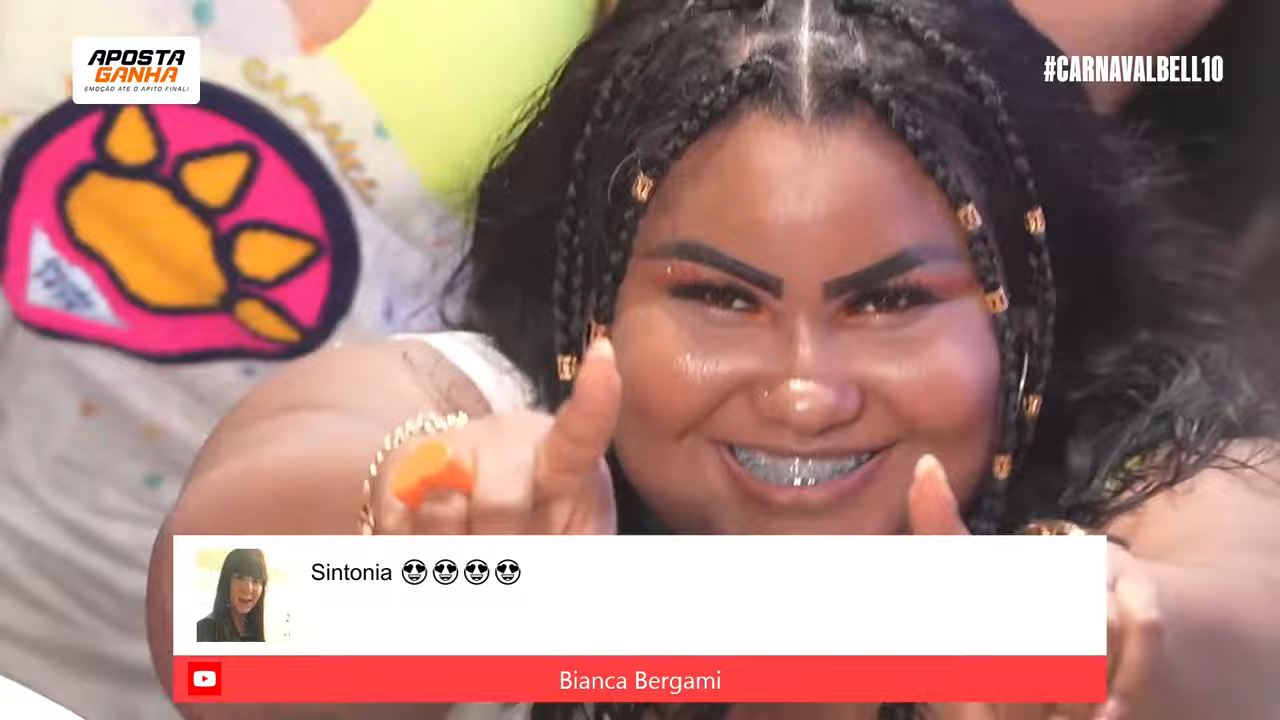 APOSTA
GANHA
EMOÇÃO ATÉ O APITO FINAL!
#CARNAVALBELL10
Sintonia 😍😍😍😍
Bianca Bergami